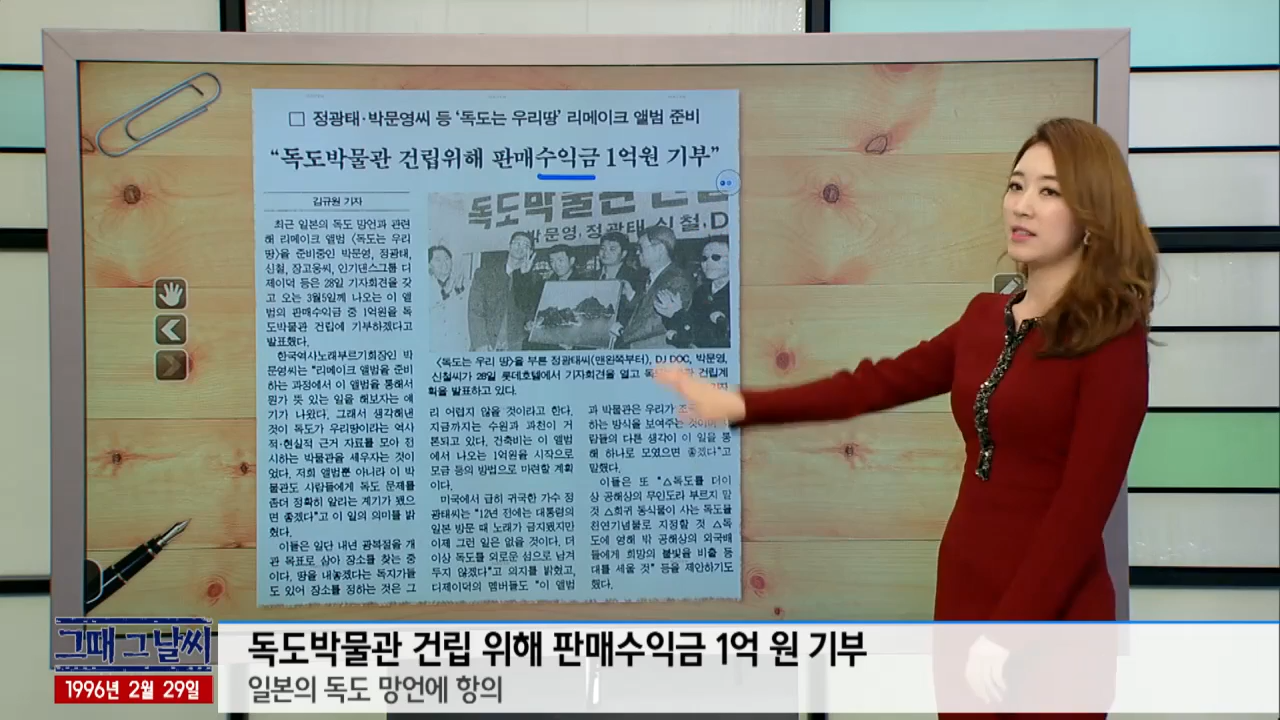 □ 정광태·박문영씨 등 '독도는 우리땅' 리메이크 앨범 준비
“독도박물관 건립위해 판매수익금 1억원 기부”
김규원 기자
최근 일본의 독도 망언과 관련
해 리메이크 앨범 〈독도는 우리
땅〉을 준비중인 박문영, 정광태,
신철, 장고웅씨, 인기댄스그룹 디
제이덕 등은 28일 기자회견을 갖
고 오는 3월5일께 나오는 이 앨
범의 판매수익금 중 1억원을 독
도박물관 건립에 기부하겠다고
발표했다.
한국역사노래부르기회장인 박
문영씨는 “리메이크 앨범을 준비
하는 과정에서 이 앨범을 통해서
뭔가 뜻 있는 일을 해보자는 얘
기가 나왔다. 그래서 생각해낸
것이 독도가 우리땅이라는 역사
적·현실적 근거 자료를 모아 전
시하는 박물관을 세우자는 것이
었다. 저희 앨범뿐 아니라 이 박
물관도 사람들에게 독도 문제를
좀더 정확히 알리는 계기가 됐으
면 좋겠다”고 이 일의 의미를 밝
혔다.
이들은 일단 내년 광복절을 개
관 목표로 삼아 장소를 찾는 중
이다. 땅을 내놓겠다는 독지가들
도 있어 장소를 정하는 것은 그
독도박물관 건립
박문영, 정광태, 신철, D
〈독도는 우리 땅〉을 부른 정광태씨(맨왼쪽부터), DJ DOC, 박문영,
신철씨가 28일 롯데호텔에서 기자회견을 열고 독도 건립계
획을 발표하고 있다. 기자
리 어렵지 않을 것이라고 한다.
지금까지는 수원과 과천이 거
론되고 있다. 건축비는 이 앨범
에서 나오는 1억원을 시작으로
모금 등의 방법으로 마련할 계획
이다.
미국에서 급히 귀국한 가수 정
광태씨는 “12년 전에는 대통령의
일본 방문 때 노래가 금지됐지만
이제 그런 일은 없을 것이다. 더
이상 독도를 외로운 섬으로 남겨
두지 않겠다”고 의지를 밝혔고,
디제이덕의 멤버들도 “이 앨범
과 박물관은 우리가
하는 방식을 보여주는 것이며
람들의 다른 생각이 이 일을 통
해 하나로 모였으면 좋겠다”고
말했다.
이들은 또 “△독도를 더이
상 공해상의 무인도라 부르지 말
것 △희귀 동식물이 사는 독도를
천연기념물로 지정할 것 △독
도에 영해 밖 공해상의 외국배
들에게 희망의 불빛을 비출 등
대를 세울 것” 등을 제안하기도
했다.
그때 그날씨
1996년 2월 29일
독도박물관 건립 위해 판매수익금 1억 원 기부
일본의 독도 망언에 항의